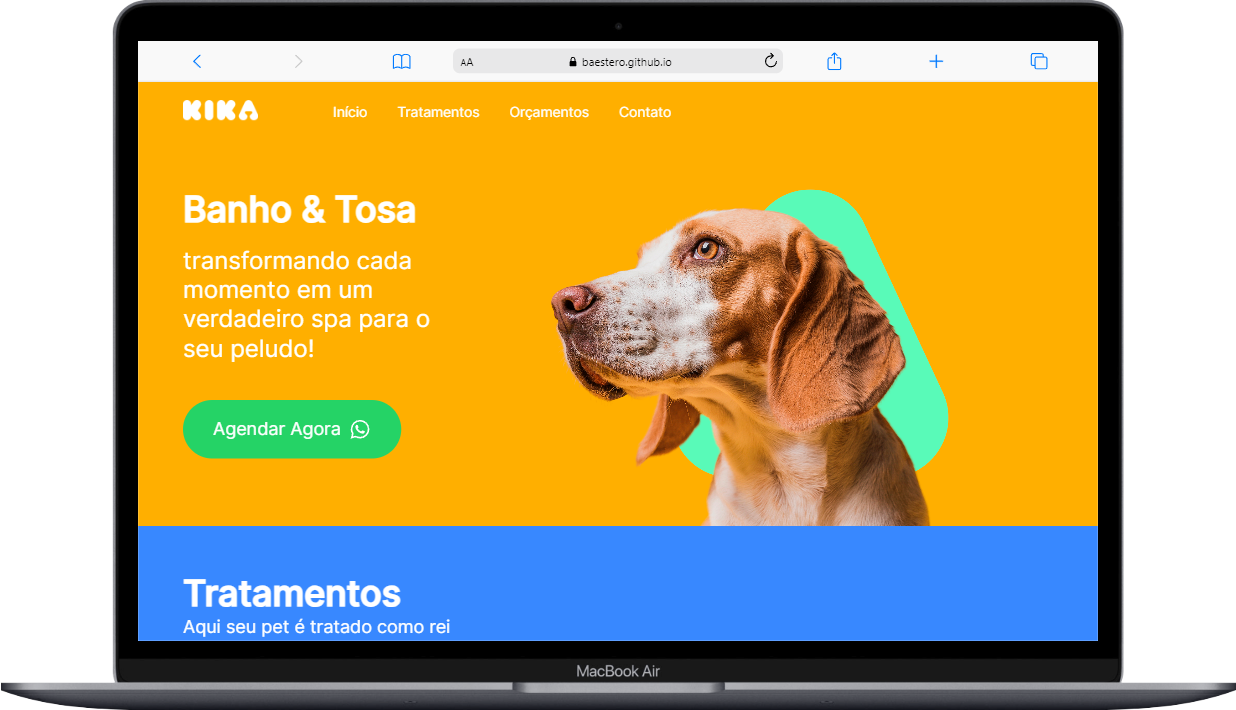 AA
baestero.github.io
KIKA
Início
Tratamentos
Orçamentos
Contato
Banho & Tosa
transformando cada
momento em um
verdadeiro spa para o
seu peludo!
Agendar Agora
Tratamentos
Aqui seu pet é tratado como rei
MacBook Air